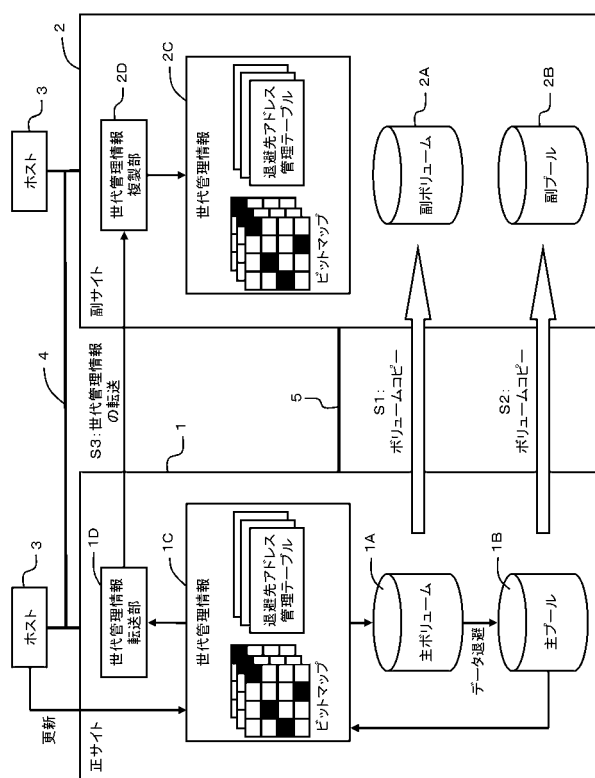 ホスト
3
更新
正サイト
1D
世代管理情報
転送部
1C
世代管理情報
ビットマップ
退避先アドレス
管理テーブル
1A
主ボリューム
データ退避
1B
主プール
1
4
S3:世代管理情報
の転送
5
S1:
ボリュームコピー
S2:
ボリュームコピー
ホスト
3
2
副サイト
2D
世代管理情報
複製部
2C
世代管理情報
ビットマップ
退避先アドレス
管理テーブル
2A
副ボリューム
2B
副プール